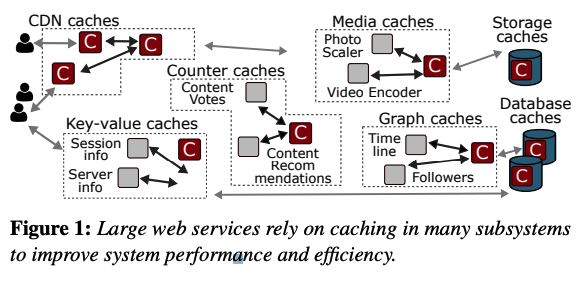 CDN caches
C
C
C
Media caches
Photo
Scaler
C
Video Encoder
Storage
caches
C
Counter caches
Content
Votes
C
Content
Recom
mendations
Key-value caches
Session
info
C
Server
info
Graph caches
Time
line
C
Followers
Database
caches
C
C
Figure 1: Large web services rely on caching in many subsystems
to improve system performance and efficiency.